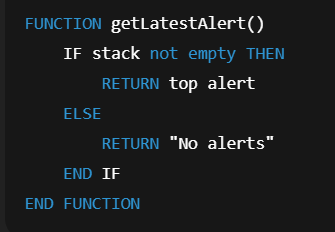 FUNCTION getLatestAlert()
    IF stack not empty THEN
        RETURN top alert
    ELSE
        RETURN "No alerts"
    END IF
END FUNCTION